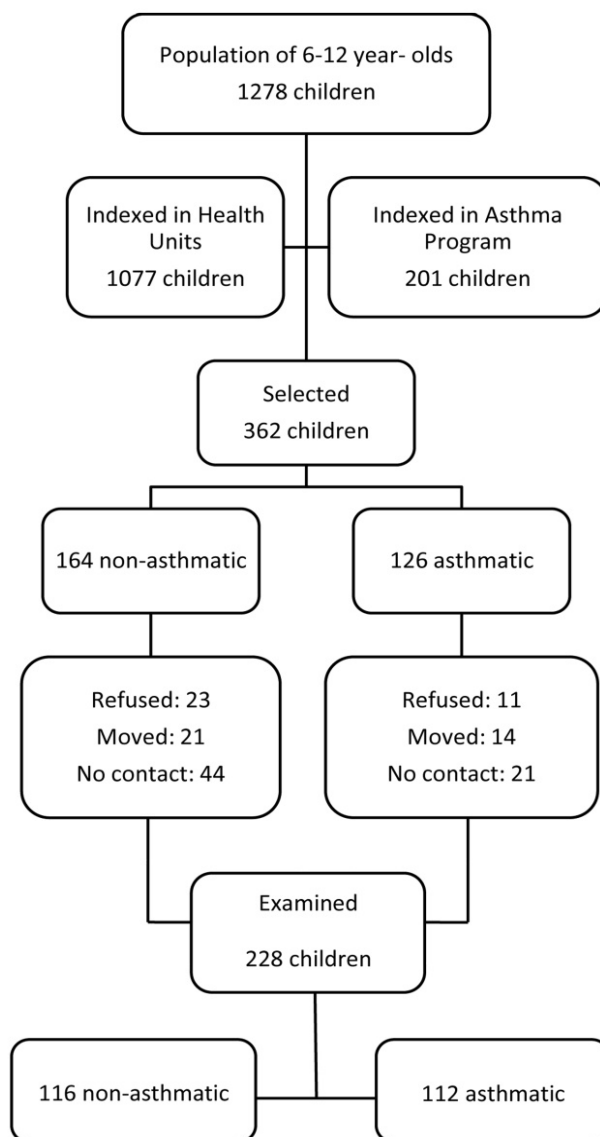 Population of 6-12 year- olds
1278 children
Indexed in Health
Units
1077 children
Indexed in Asthma
Program
201 children
Selected
362 children
164 non-asthmatic
126 asthmatic
Refused: 23
Moved: 21
No contact: 44
Refused: 11
Moved: 14
No contact: 21
Examined
228 children
116 non-asthmatic
112 asthmatic